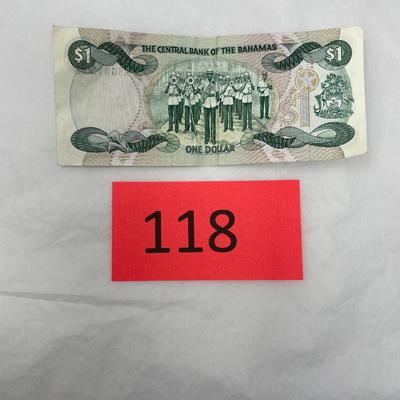 THE CENTRAL BANK OF THE BAHAMAS
$1 $1
ONE DOLLAR
118